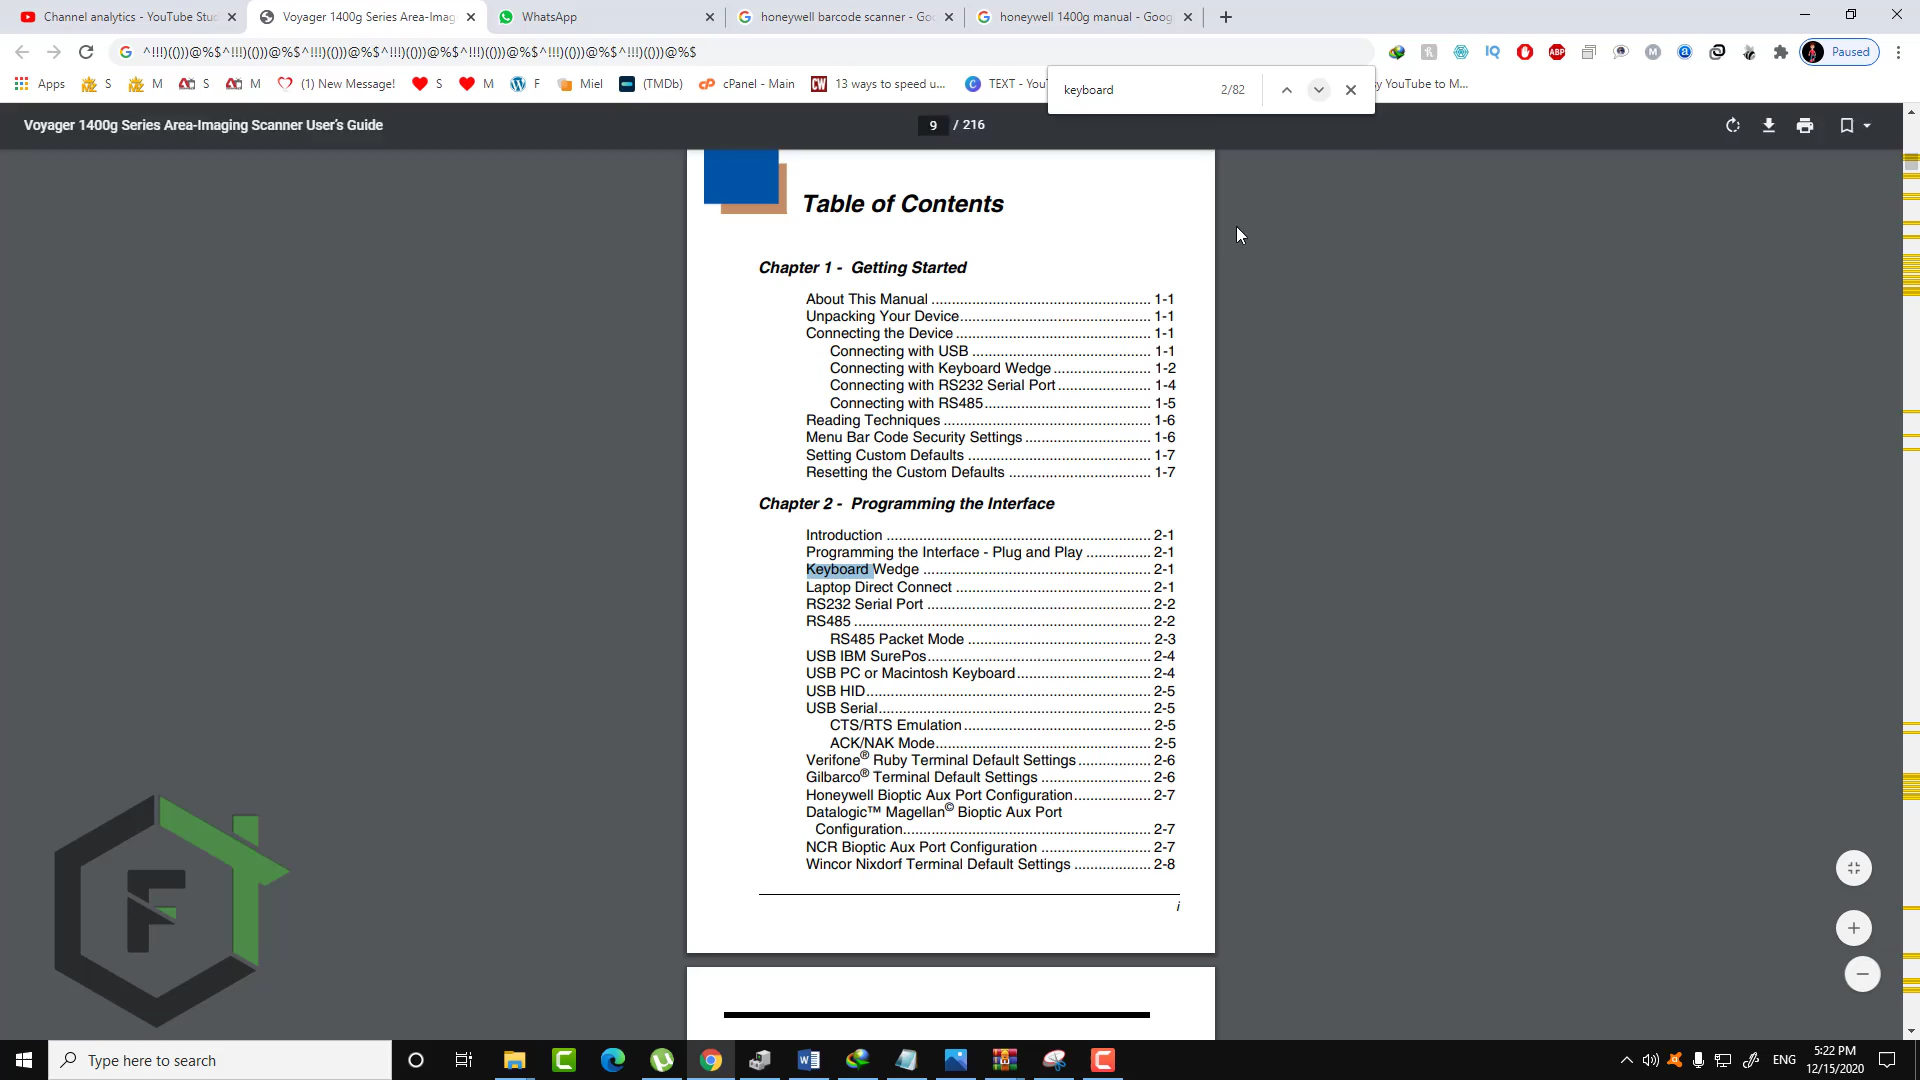 Channel analytics - YouTube Stu
Voyager 1400g Series Area-Imag
WhatsApp
honeywell barcode scanner - Goo
honeywell 1400g manual - Goog
^!!!)(()))@%$^!!!)(()))@%$^!!!)(()))@%$^!!!)(()))@%$^!!!)(()))@%$^!!!)(()))@%$^!!!)(()))@%$
IQ
ABP
M
a
Paused
Apps
S
M
S
M
(1) New Message!
S
M
F
Miel
(TMDb)
cPanel - Main
13 ways to speed u...
TEXT - You
y YouTube to M...
keyboard
2/82
Voyager 1400g Series Area-Imaging Scanner User's Guide
9 / 216
Table of Contents
Chapter 1 - Getting Started
About This Manual ..................................................... 1-1
Unpacking Your Device.............................................. 1-1
Connecting the Device ............................................... 1-1
Connecting with USB ........................................... 1-1
Connecting with Keyboard Wedge ....................... 1-2
Connecting with RS232 Serial Port ...................... 1-4
Connecting with RS485........................................ 1-5
Reading Techniques .................................................. 1-6
Menu Bar Code Security Settings .............................. 1-6
Setting Custom Defaults ............................................ 1-7
Resetting the Custom Defaults .................................. 1-7
Chapter 2 - Programming the Interface
Introduction ................................................................ 2-1
Programming the Interface - Plug and Play ............... 2-1
Keyboard Wedge ....................................................... 2-1
Laptop Direct Connect ............................................... 2-1
RS232 Serial Port ...................................................... 2-2
RS485 ........................................................................ 2-2
RS485 Packet Mode ............................................ 2-3
USB IBM SurePos...................................................... 2-4
USB PC or Macintosh Keyboard................................ 2-4
USB HID..................................................................... 2-5
USB Serial.................................................................. 2-5
CTS/RTS Emulation ............................................. 2-5
ACK/NAK Mode.................................................... 2-5
Verifone® Ruby Terminal Default Settings................. 2-6
Gilbarco® Terminal Default Settings .......................... 2-6
Honeywell Bioptic Aux Port Configuration.................. 2-7
Datalogic™ Magellan© Bioptic Aux Port
Configuration............................................................ 2-7
NCR Bioptic Aux Port Configuration .......................... 2-7
Wincor Nixdorf Terminal Default Settings .................. 2-8
i
F
Type here to search
ENG
5:22 PM
12/15/2020